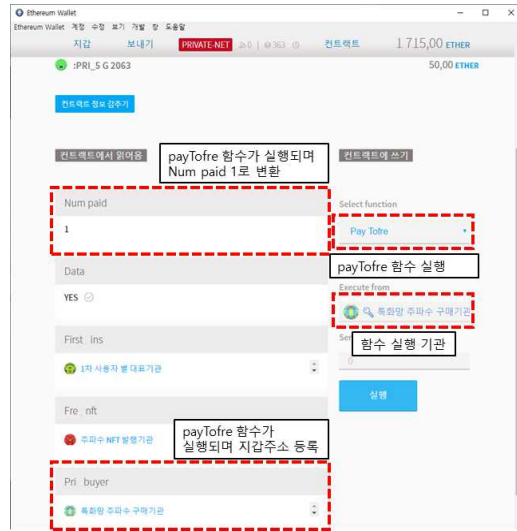 Ethereum Wallet
Ethereum Wallet 계정 수정 보기 개발 창 도움말
지갑 보내기 PRIVATE-NET 0 | 363 컨트랙트 1 715,00 ETHER
:PRI_5 G 2063 50,00 ETHER
컨트랙트 정보 감추기
컨트랙트에서 읽어옴
payTofre 함수가 실행되며
Num paid 1로 변환
컨트랙트에 쓰기
Num paid
1
Select function
Pay Tofre
payTofre 함수 실행
Data
YES
Execute from
특화망 주파수 구매기관
함수 실행 기관
First ins
1차 사용자 별 대표기관
0
실행
Fre nft
주파수 NFT 발행기관
payTofre 함수가
실행되며 지갑주소 등록
Pri buyer
특화망 주파수 구매기관